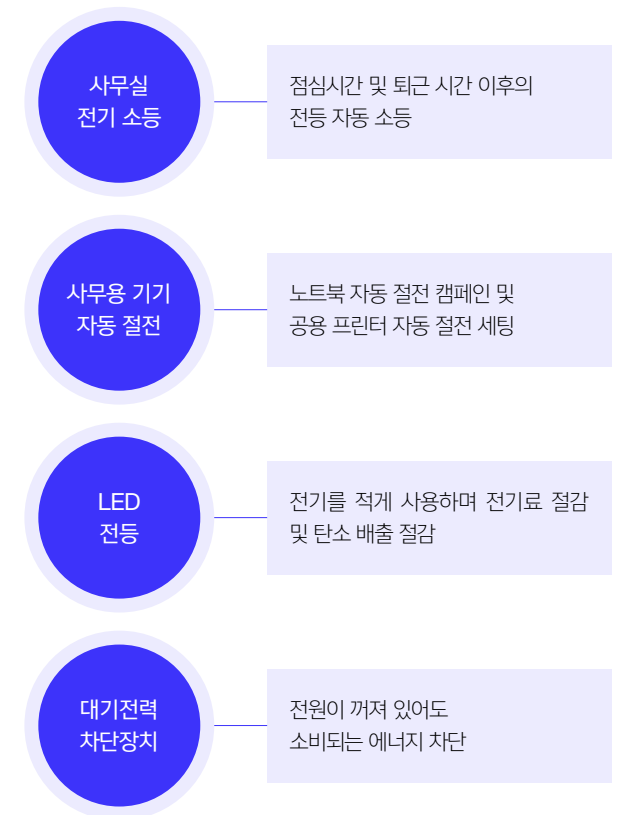 사무실
전기 소등
점심시간 및 퇴근 시간 이후의
전등 자동 소등
사무용 기기
자동 절전
노트북 자동 절전 캠페인 및
공용 프린터 자동 절전 세팅
LED
전등
전기를 적게 사용하며 전기료 절감
및 탄소 배출 절감
대기전력
차단장치
전원이 꺼져 있어도
소비되는 에너지 차단